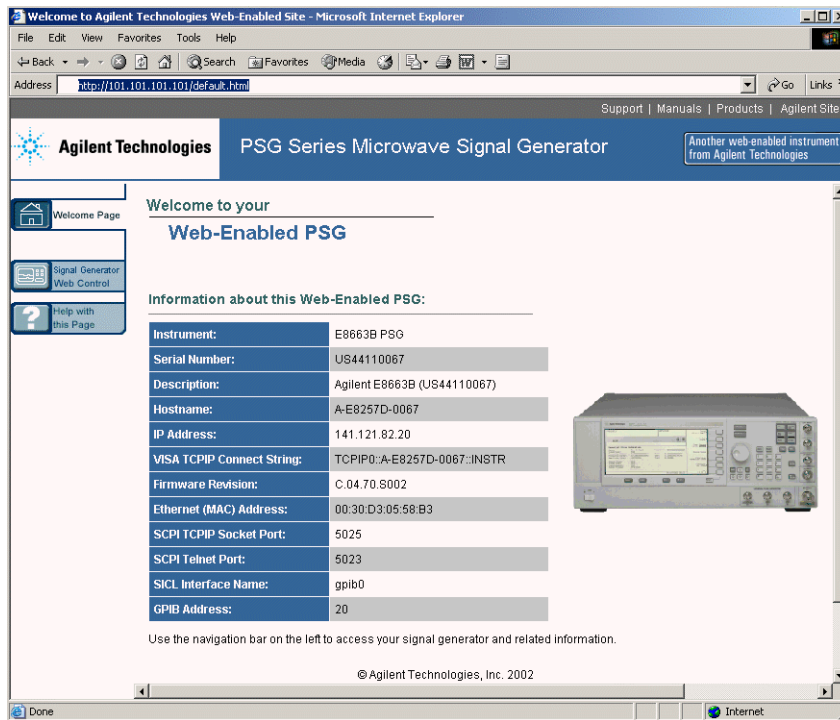 Welcome to Agilent Technologies Web-Enabled Site - Microsoft Internet Explorer
File Edit View Favorites Tools Help
Back Search Favorites Media
Address http://101.101.101.101/default.html Go Links
Support | Manuals | Products | Agilent Site
Agilent Technologies PSG Series Microwave Signal Generator
Another web-enabled instrument
from Agilent Technologies
Welcome Page
Signal Generator
Web Control
Help with
this Page
Welcome to your
Web-Enabled PSG
Information about this Web-Enabled PSG:
Instrument: E8663B PSG
Serial Number: US44110067
Description: Agilent E8663B (US44110067)
Hostname: A-E8257D-0067
IP Address: 141.121.82.20
VISA TCPIP Connect String: TCPIP0::A-E8257D-0067::INSTR
Firmware Revision: C.04.70.S002
Ethernet (MAC) Address: 00:30:D3:05:58:B3
SCPI TCPIP Socket Port: 5025
SCPI Telnet Port: 5023
SICL Interface Name: gpib0
GPIB Address: 20
Use the navigation bar on the left to access your signal generator and related information.
© Agilent Technologies, Inc. 2002
Done Internet